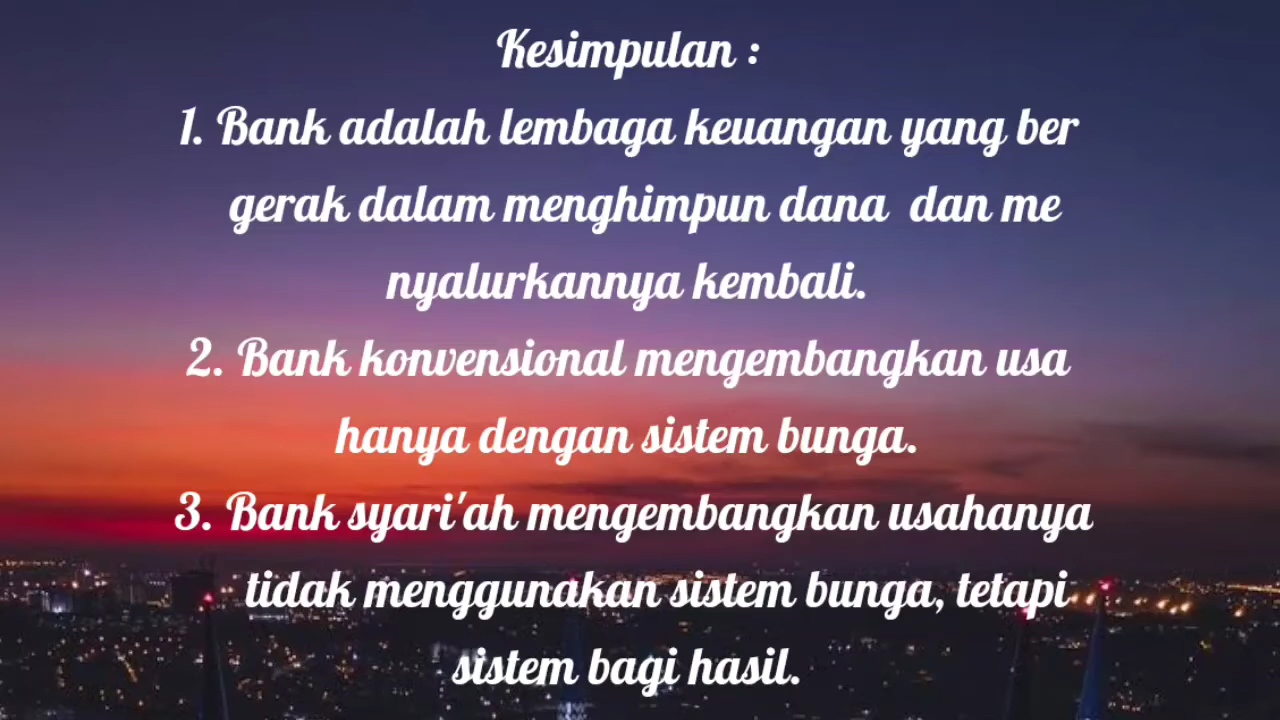 Kesimpulan :
1. Bank adalah lembaga keuangan yang ber
gerak dalam menghimpun dana dan me
nyalurkannya kembali.
2. Bank konvensional mengembangkan usa
hanya dengan sistem bunga.
3. Bank syari'ah mengembangkan usahanya
tidak menggunakan sistem bunga, tetapi
sistem bagi hasil.